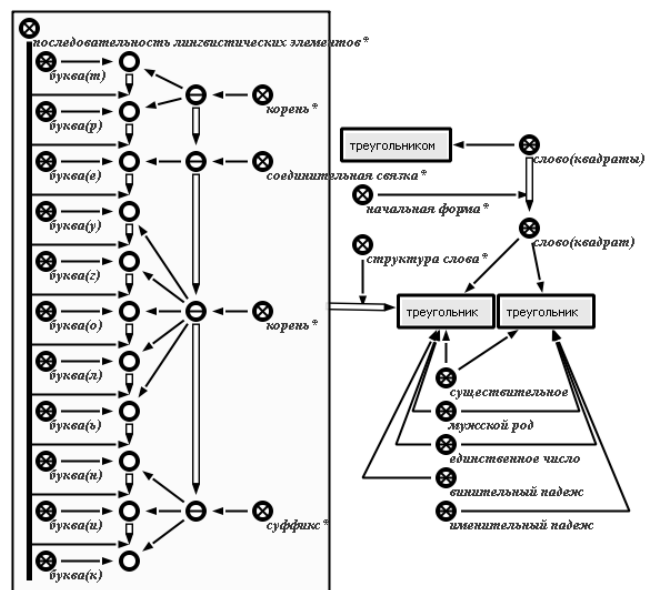 последовательность лингвистических элементов*
буква(т)
буква(р)
корень*
буква(е)
соединительная связка*
буква(у)
буква(г)
буква(о)
корень*
буква(л)
буква(ь)
буква(н)
буква(и)
суффикс*
буква(к)
треугольником
слово(квадраты)
начальная форма*
слово(квадрат)
структура слова*
треугольник
треугольник
существительное
мужской род
единственное число
винительный падеж
именительный падеж